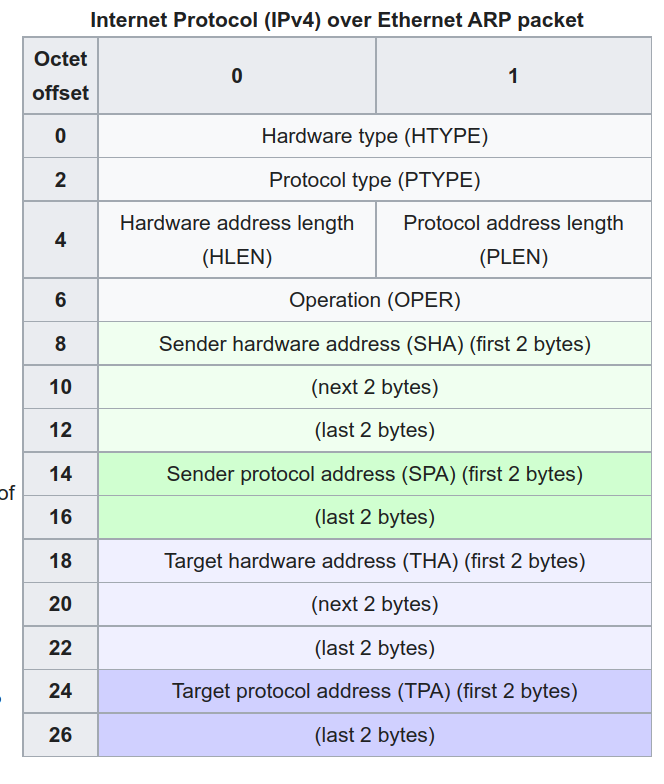 Internet Protocol (IPv4) over Ethernet ARP packet
Octet offset 0 1
0 Hardware type (HTYPE)
2 Protocol type (PTYPE)
4 Hardware address length (HLEN) Protocol address length (PLEN)
6 Operation (OPER)
8 Sender hardware address (SHA) (first 2 bytes)
10 (next 2 bytes)
12 (last 2 bytes)
of
14 Sender protocol address (SPA) (first 2 bytes)
16 (last 2 bytes)
18 Target hardware address (THA) (first 2 bytes)
20 (next 2 bytes)
22 (last 2 bytes)
24 Target protocol address (TPA) (first 2 bytes)
26 (last 2 bytes)